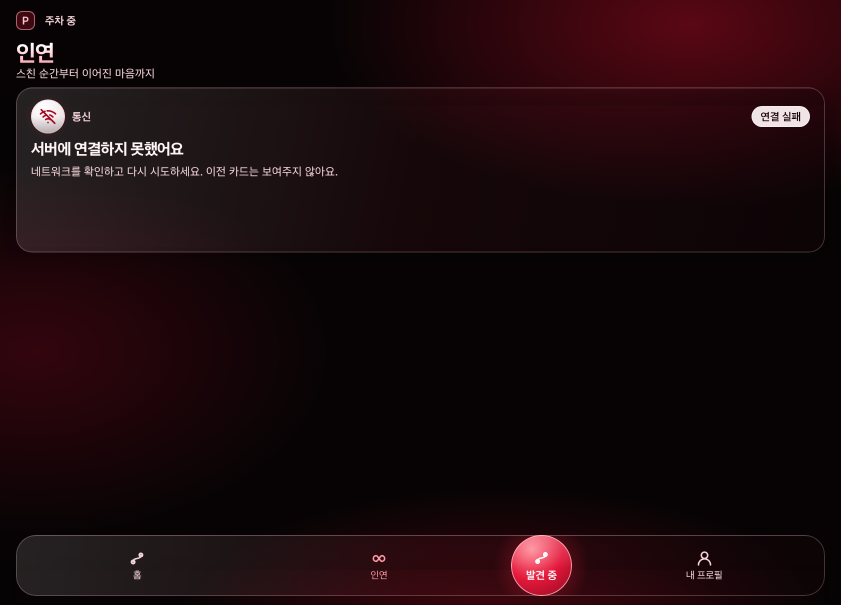 P 주차 중
인연
스친 순간부터 이어진 마음까지
통신
연결 실패
서버에 연결하지 못했어요
네트워크를 확인하고 다시 시도하세요. 이전 카드는 보여주지 않아요.
홈
인연
발견 중
내 프로필